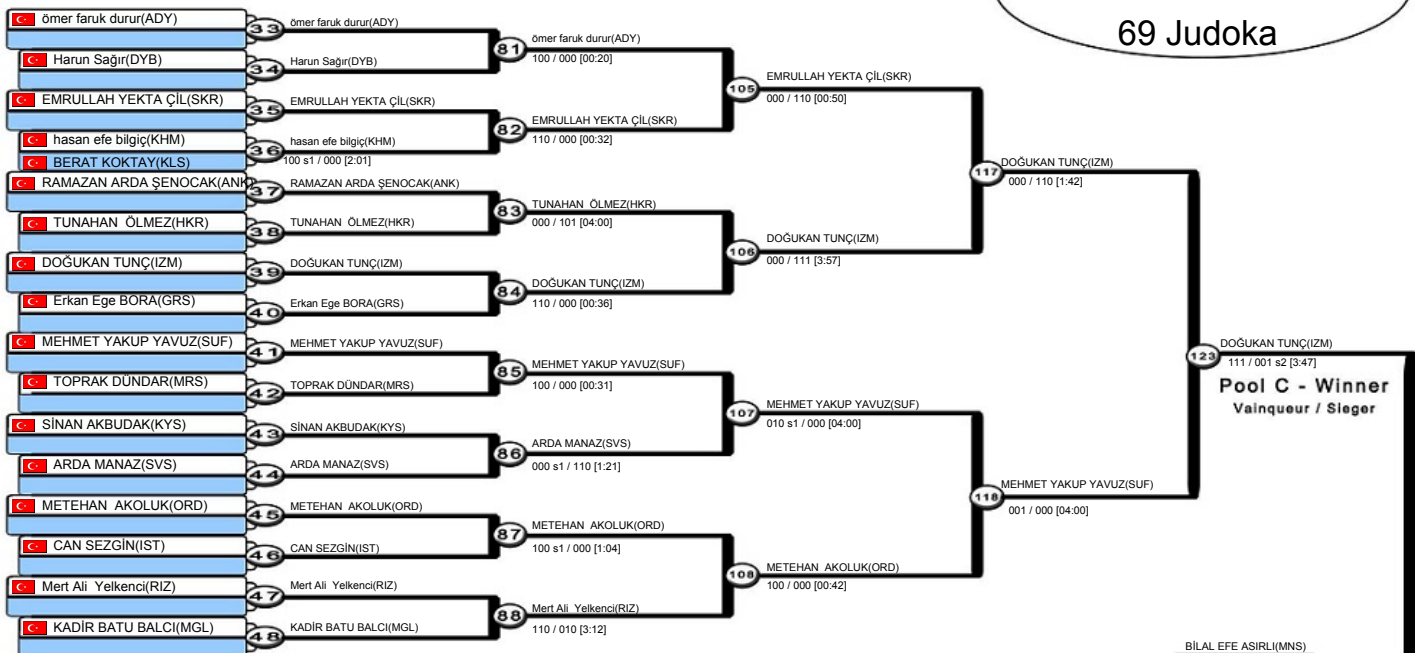 69 Judoka
ömer faruk durur(ADY)
Harun Sağır(DYB)
EMRULLAH YEKTA ÇİL(SKR)
hasan efe bilgiç(KHM)
BERAT KOKTAY(KLS)
RAMAZAN ARDA ŞENOCAK(ANK)
TUNAHAN ÖLMEZ(HKR)
DOĞUKAN TUNÇ(IZM)
Erkan Ege BORA(GRS)
MEHMET YAKUP YAVUZ(SUF)
TOPRAK DÜNDAR(MRS)
SİNAN AKBUDAK(KYS)
ARDA MANAZ(SVS)
METEHAN AKOLUK(ORD)
CAN SEZGİN(IST)
Mert Ali Yelkenci(RIZ)
KADİR BATU BALCI(MGL)
33
ömer faruk durur(ADY)
34
Harun Sağır(DYB)
35
EMRULLAH YEKTA ÇİL(SKR)
36
hasan efe bilgiç(KHM)
100 s1 / 000 [2:01]
37
RAMAZAN ARDA ŞENOCAK(ANK)
38
TUNAHAN ÖLMEZ(HKR)
39
DOĞUKAN TUNÇ(IZM)
40
Erkan Ege BORA(GRS)
41
MEHMET YAKUP YAVUZ(SUF)
42
TOPRAK DÜNDAR(MRS)
43
SİNAN AKBUDAK(KYS)
44
ARDA MANAZ(SVS)
45
METEHAN AKOLUK(ORD)
46
CAN SEZGİN(IST)
47
Mert Ali Yelkenci(RIZ)
48
KADİR BATU BALCI(MGL)
81
ömer faruk durur(ADY)
100 / 000 [00:20]
82
EMRULLAH YEKTA ÇİL(SKR)
110 / 000 [00:32]
83
TUNAHAN ÖLMEZ(HKR)
000 / 101 [04:00]
84
DOĞUKAN TUNÇ(IZM)
110 / 000 [00:36]
85
MEHMET YAKUP YAVUZ(SUF)
100 / 000 [00:31]
86
ARDA MANAZ(SVS)
000 s1 / 110 [1:21]
87
METEHAN AKOLUK(ORD)
100 s1 / 000 [1:04]
88
Mert Ali Yelkenci(RIZ)
110 / 010 [3:12]
105
EMRULLAH YEKTA ÇİL(SKR)
000 / 110 [00:50]
106
DOĞUKAN TUNÇ(IZM)
000 / 111 [3:57]
107
MEHMET YAKUP YAVUZ(SUF)
010 s1 / 000 [04:00]
108
METEHAN AKOLUK(ORD)
100 / 000 [00:42]
117
DOĞUKAN TUNÇ(IZM)
000 / 110 [1:42]
118
MEHMET YAKUP YAVUZ(SUF)
001 / 000 [04:00]
123
DOĞUKAN TUNÇ(IZM)
111 / 001 s2 [3:47]
Pool C - Winner
Vainqueur / Sieger
BİLAL EFE ASIRLI(MNS)